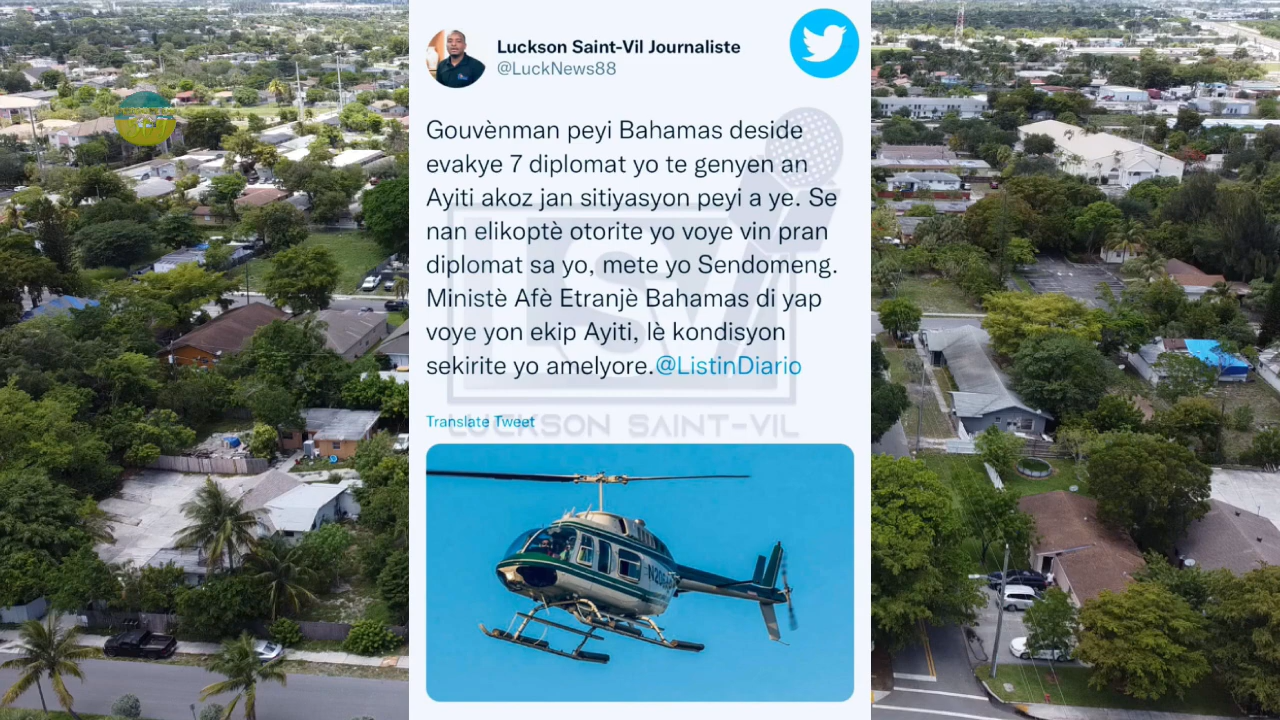 Luckson Saint-Vil Journaliste
@LuckNews88
Gouvènman peyi Bahamas deside
evakye 7 diplomat yo te genyen an
Ayiti akoz jan sitiyasyon peyi a ye. Se
nan elikoptè otorite yo voye vin pran
diplomat sa yo, mete yo Sendomeng.
Ministè Afè Etranjè Bahamas di yap
voye yon ekip Ayiti, lè kondisyon
sekirite yo amelyore.@ListinDiario
LSV
LUCKSON SAINT-VIL
Translate Tweet